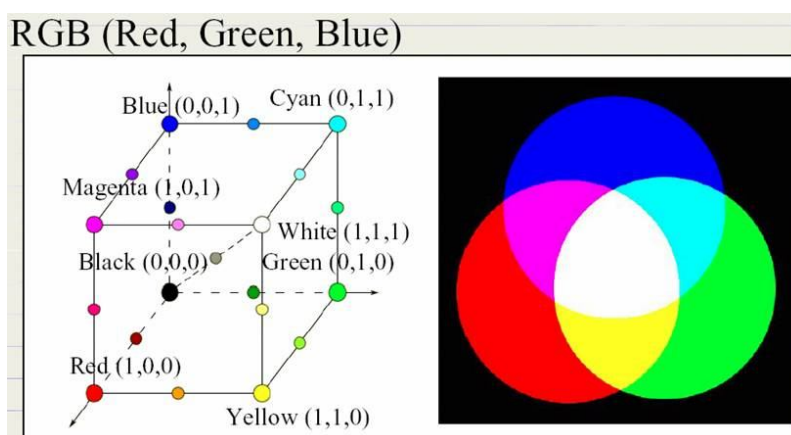 RGB (Red, Green, Blue)
Blue (0,0,1)
Cyan (0,1,1)
Magenta (1,0,1)
White (1,1,1)
Black (0,0,0)
Green (0,1,0)
Red (1,0,0)
Yellow (1,1,0)